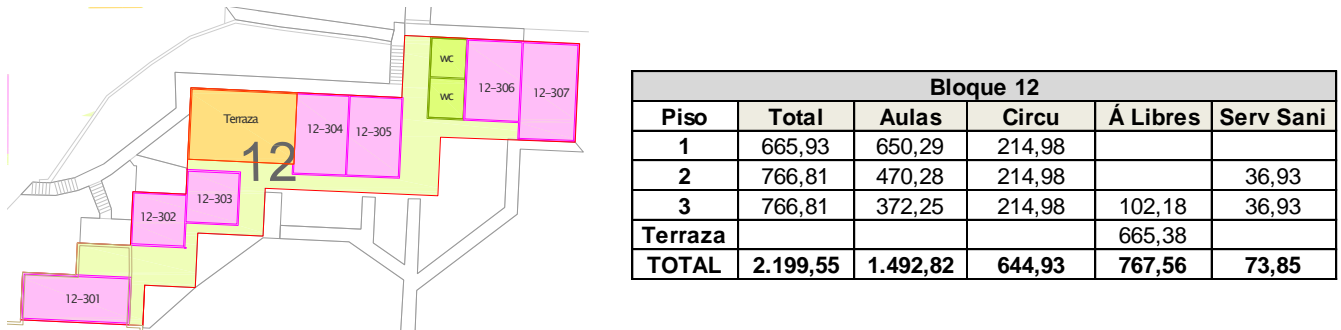 WC
WC
12-306
12-307
Terraza
12-304
12-305
12
12-303
12-302
12-301
Bloque 12
Piso Total Aulas Circu Á Libres Serv Sani
1 665,93 650,29 214,98
2 766,81 470,28 214,98 36,93
3 766,81 372,25 214,98 102,18 36,93
Terraza 665,38
TOTAL 2.199,55 1.492,82 644,93 767,56 73,85